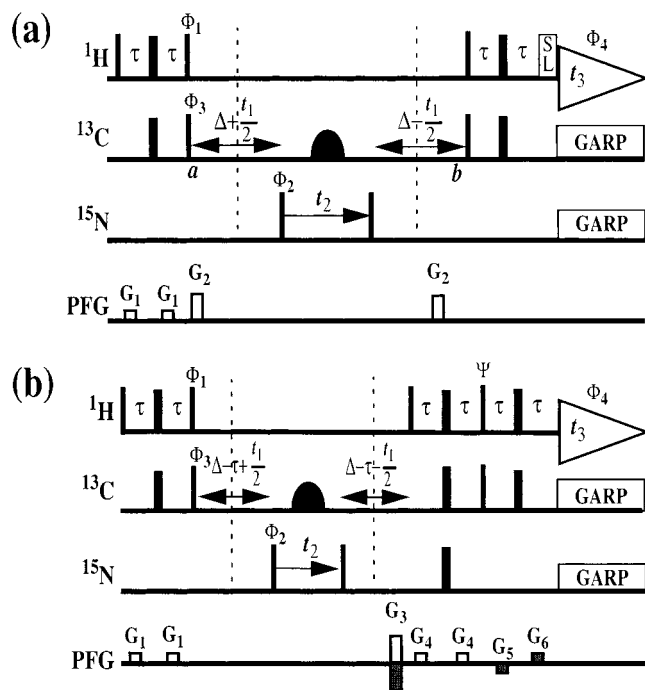 (a)
Φ1 Φ4
1H τ τ τ τ SL t3
Φ3 Δ+t1/2 Δ-t1/2
13C GARP
a b
Φ2
15N t2 GARP
G1 G1 G2 G2
PFG
(b)
Φ1 Ψ Φ4
1H τ τ τ τ τ τ t3
Φ3 Δ-τ+t1/2 Δ-τ-t1/2
13C GARP
Φ2
15N t2 GARP
G1 G1 G3 G4 G4 G5 G6
PFG